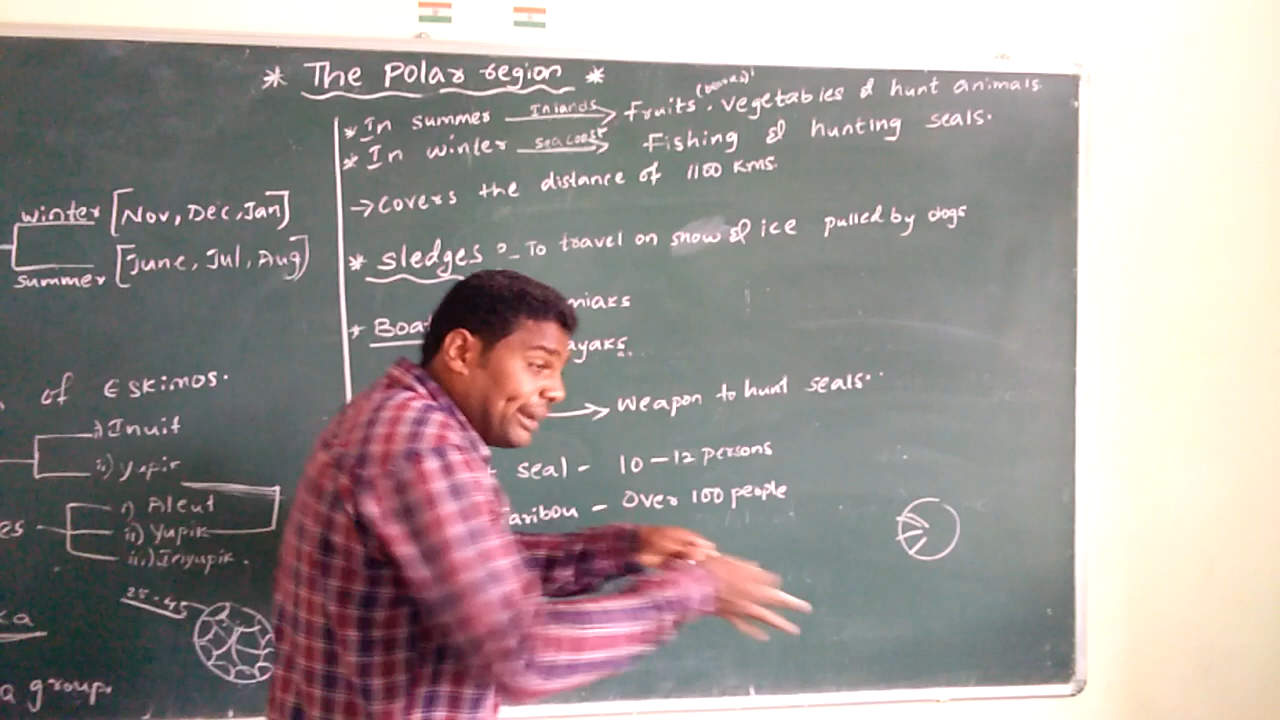 * The Polar region *
winter [Nov, Dec, Jan]
summer [June, Jul, Aug]
of Eskimos.
i) Inuit
ii) Yupik
i) Aleut
ii) Yupik
iii) Inyupik.
25-45
a group.
* In summer Inlands → Fruits, vegetables & hunt animals.
* In winter sea coast → Fishing & hunting seals.
→ Covers the distance of 1100 Kms.
* Sledges :- To travel on snow & ice pulled by dogs
* Boa miaks
ayaks.
→ Weapon to hunt seals.
seal - 10-12 persons
aribou - Over 100 people